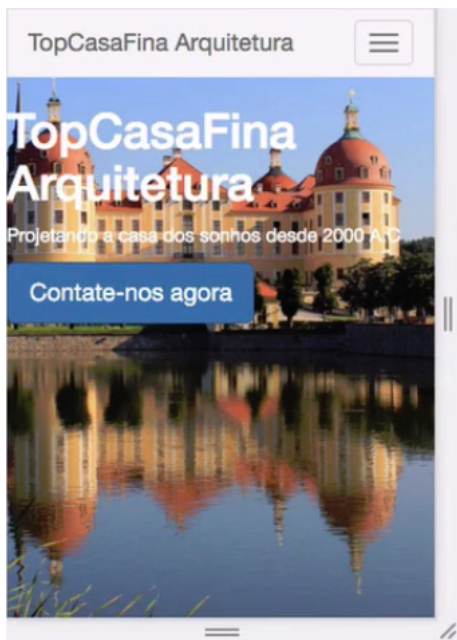 TopCasaFina Arquitetura
TopCasaFina
Arquitetura
Projetando a casa dos sonhos desde 2000 A.C
Contate-nos agora